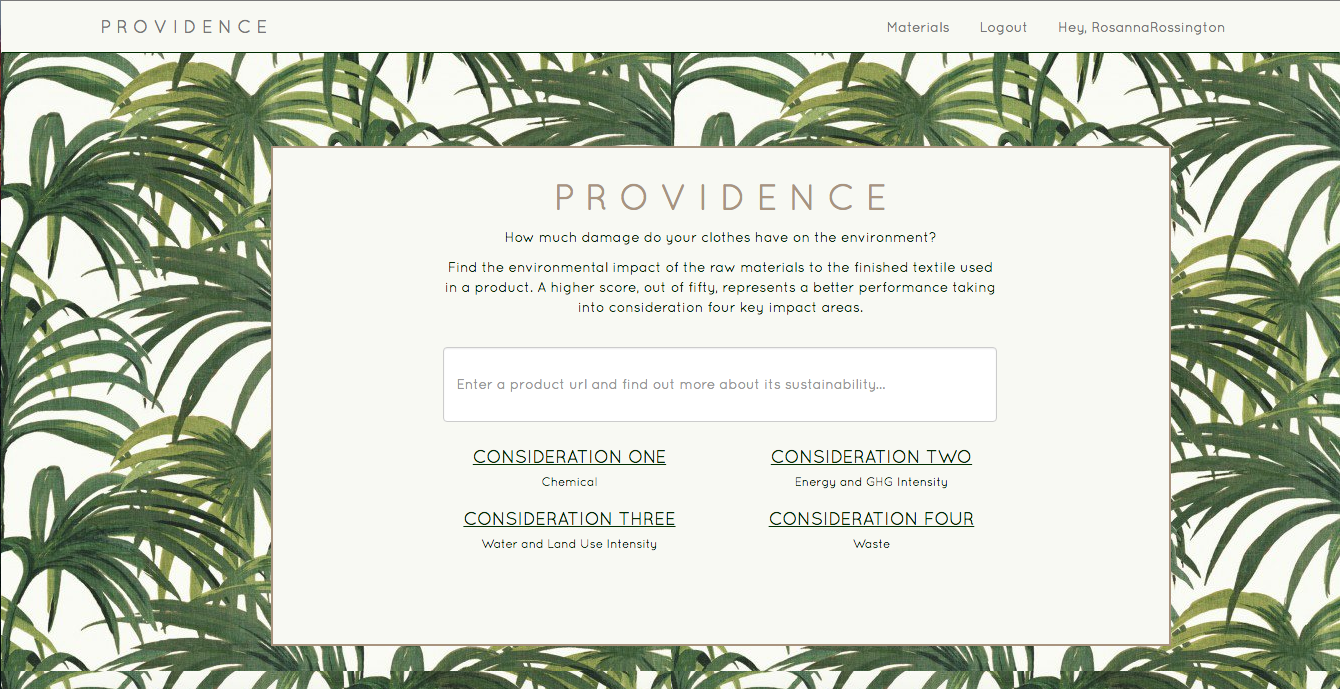 PROVIDENCE
Materials Logout Hey, RosannaRossington
PROVIDENCE
How much damage do your clothes have on the environment?
Find the environmental impact of the raw materials to the finished textile used
in a product. A higher score, out of fifty, represents a better performance taking
into consideration four key impact areas.
Enter a product url and find out more about its sustainability...
CONSIDERATION ONE
Chemical
CONSIDERATION TWO
Energy and GHG Intensity
CONSIDERATION THREE
Water and Land Use Intensity
CONSIDERATION FOUR
Waste